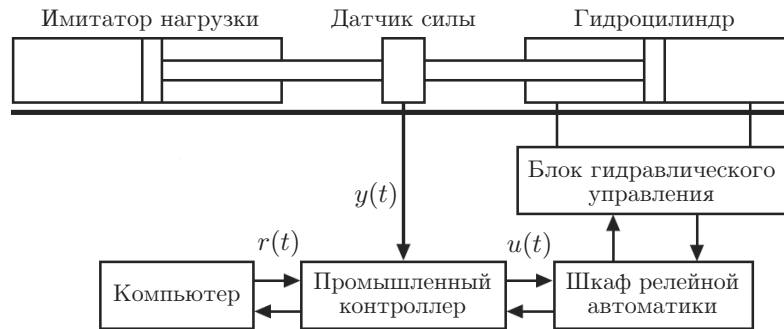 Имитатор нагрузки Датчик силы Гидроцилиндр
Блок гидравлического
управления
y(t)
r(t) u(t)
Компьютер
Промышленный
контроллер
Шкаф релейной
автоматики